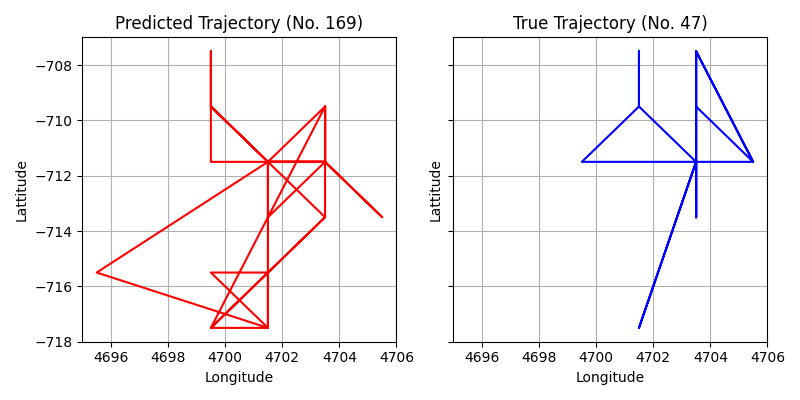 Predicted Trajectory (No. 169)
−708
−710
−712
−714
−716
−718
Lattitude
4696 4698 4700 4702 4704 4706
Longitude
True Trajectory (No. 47)
Lattitude
4696 4698 4700 4702 4704 4706
Longitude